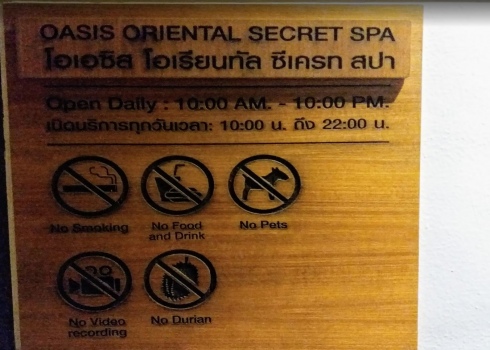 OASIS ORIENTAL SECRET SPA
โอเอซิส โอเรียนทัล ซีเครท สปา
Open Daily : 10:00 AM. - 10:00 PM.
เปิดบริการทุกวันเวลา: 10:00 น. ถึง 22:00 น.
No Smoking
No Food
and Drink
No Pets
No Video
recording
No Durian